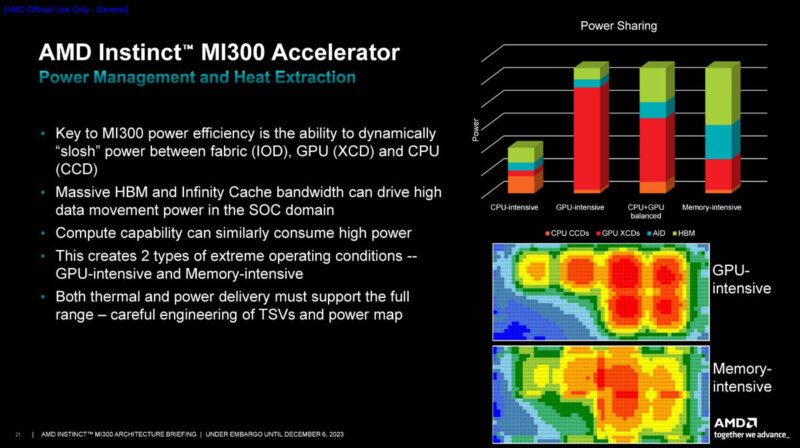 [AMD Official Use Only - General]
AMD Instinct™ MI300 Accelerator
Power Management and Heat Extraction
• Key to MI300 power efficiency is the ability to dynamically
“slosh” power between fabric (IOD), GPU (XCD) and CPU
(CCD)
• Massive HBM and Infinity Cache bandwidth can drive high
data movement power in the SOC domain
• Compute capability can similarly consume high power
• This creates 2 types of extreme operating conditions --
GPU-intensive and Memory-intensive
• Both thermal and power delivery must support the full
range – careful engineering of TSVs and power map
Power Sharing
Power
CPU-intensive GPU-intensive CPU+GPU Memory-intensive
balanced
CPU CCDs GPU XCDs AID HBM
GPU-
intensive
Memory-
intensive
21 | AMD INSTINCT™ MI300 ARCHITECTURE BRIEFING | UNDER EMBARGO UNTIL DECEMBER 6, 2023
AMD
together we advance_